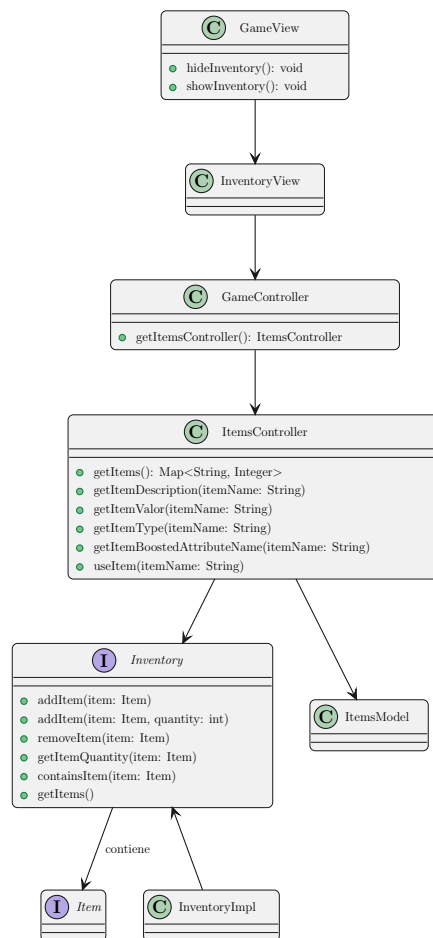 C GameView
hideInventory(): void
showInventory(): void
C InventoryView
C GameController
getItemsController(): ItemsController
C ItemsController
getItems(): Map<String, Integer>
getItemDescription(itemName: String)
getItemValor(itemName: String)
getItemType(itemName: String)
getItemBoostedAttributeName(itemName: String)
useItem(itemName: String)
I Inventory
addItem(item: Item)
addItem(item: Item, quantity: int)
removeItem(item: Item)
getItemQuantity(item: Item)
containsItem(item: Item)
getItems()
C ItemsModel
contiene
I Item
C InventoryImpl